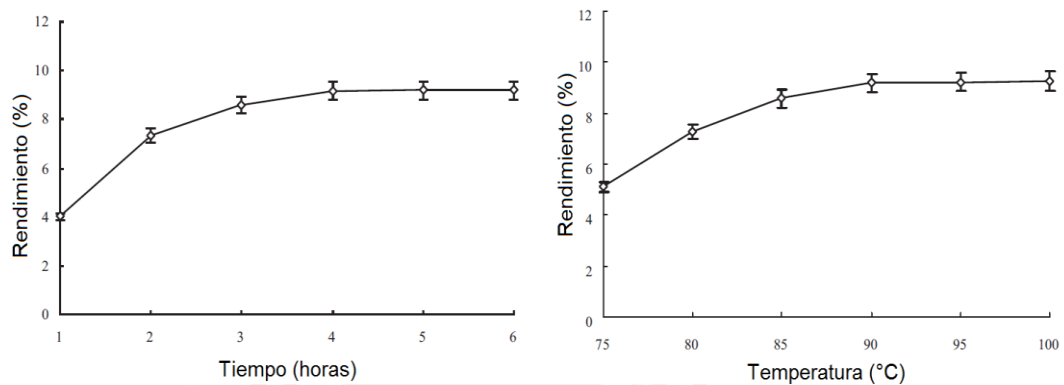 Rendimiento (%)
12
10
8
6
4
2
0
1 2 3 4 5 6
Tiempo (horas)
Rendimiento (%)
12
10
8
6
4
2
0
75 80 85 90 95 100
Temperatura (°C)